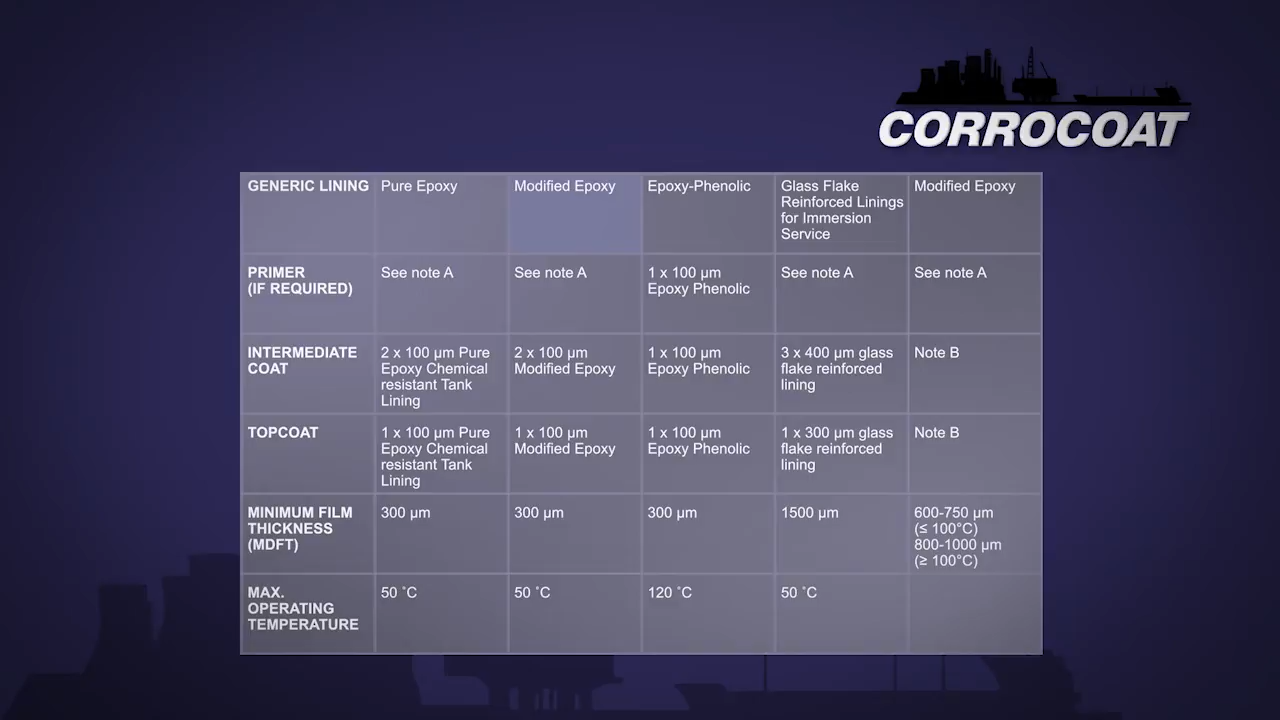 CORROCOAT
GENERIC LINING
Pure Epoxy
Modified Epoxy
Epoxy-Phenolic
Glass Flake
Reinforced Linings
for Immersion
Service
Modified Epoxy
PRIMER
(IF REQUIRED)
See note A
See note A
1 x 100 µm
Epoxy Phenolic
See note A
See note A
INTERMEDIATE
COAT
2 x 100 µm Pure
Epoxy Chemical
resistant Tank
Lining
2 x 100 µm
Modified Epoxy
1 x 100 µm
Epoxy Phenolic
3 x 400 µm glass
flake reinforced
lining
Note B
TOPCOAT
1 x 100 µm Pure
Epoxy Chemical
resistant Tank
Lining
1 x 100 µm
Modified Epoxy
1 x 100 µm
Epoxy Phenolic
1 x 300 µm glass
flake reinforced
lining
Note B
MINIMUM FILM
THICKNESS
(MDFT)
300 µm
300 µm
300 µm
1500 µm
600-750 µm
(≤ 100°C)
800-1000 µm
(≥ 100°C)
MAX.
OPERATING
TEMPERATURE
50 ˚C
50 ˚C
120 ˚C
50 ˚C